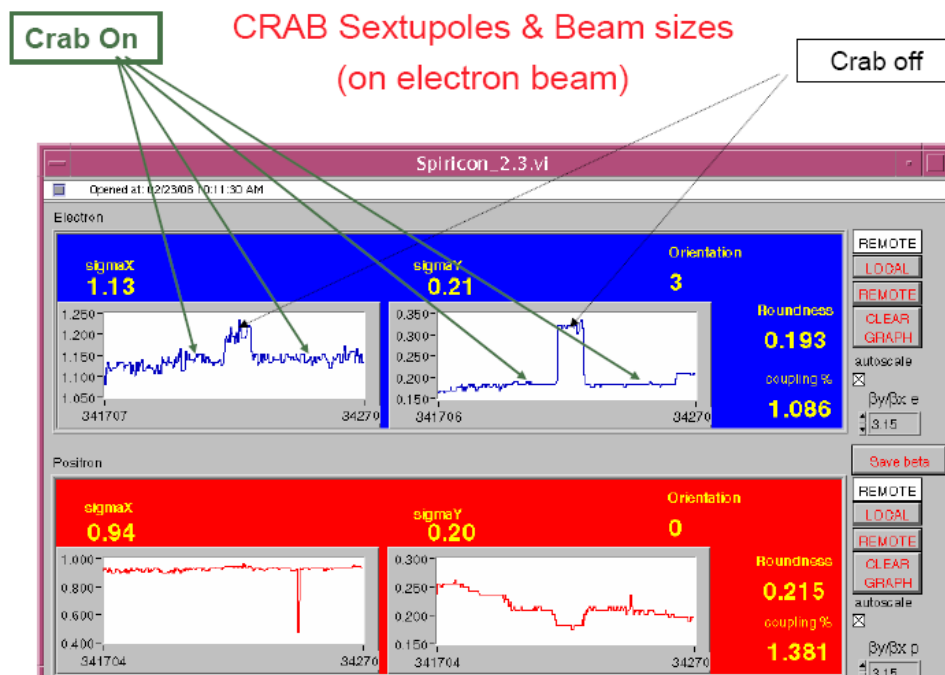 Crab On
CRAB Sextupoles & Beam sizes
(on electron beam)
Crab off
Spiricon_2.3.vi
Opened at: 02/23/08 10:11:30 AM
Electron
sigmaX
1.13
sigmaY
0.21
Orientation
3
1.250
1.200
1.150
1.100
1.050
341707
34270
0.350
0.300
0.250
0.200
0.150
341706
34270
Roundness
0.193
coupling %
1.086
REMOTE
LOCAL
REMOTE
CLEAR
GRAPH
autoscale
βy/βx e
3.15
Positron
Save beta
sigmaX
0.94
sigmaY
0.20
Orientation
0
1.000
0.800
0.600
0.400
341704
34270
0.300
0.250
0.200
0.150
341704
34270
Roundness
0.215
coupling %
1.381
REMOTE
LOCAL
REMOTE
CLEAR
GRAPH
autoscale
βy/βx p
3.15